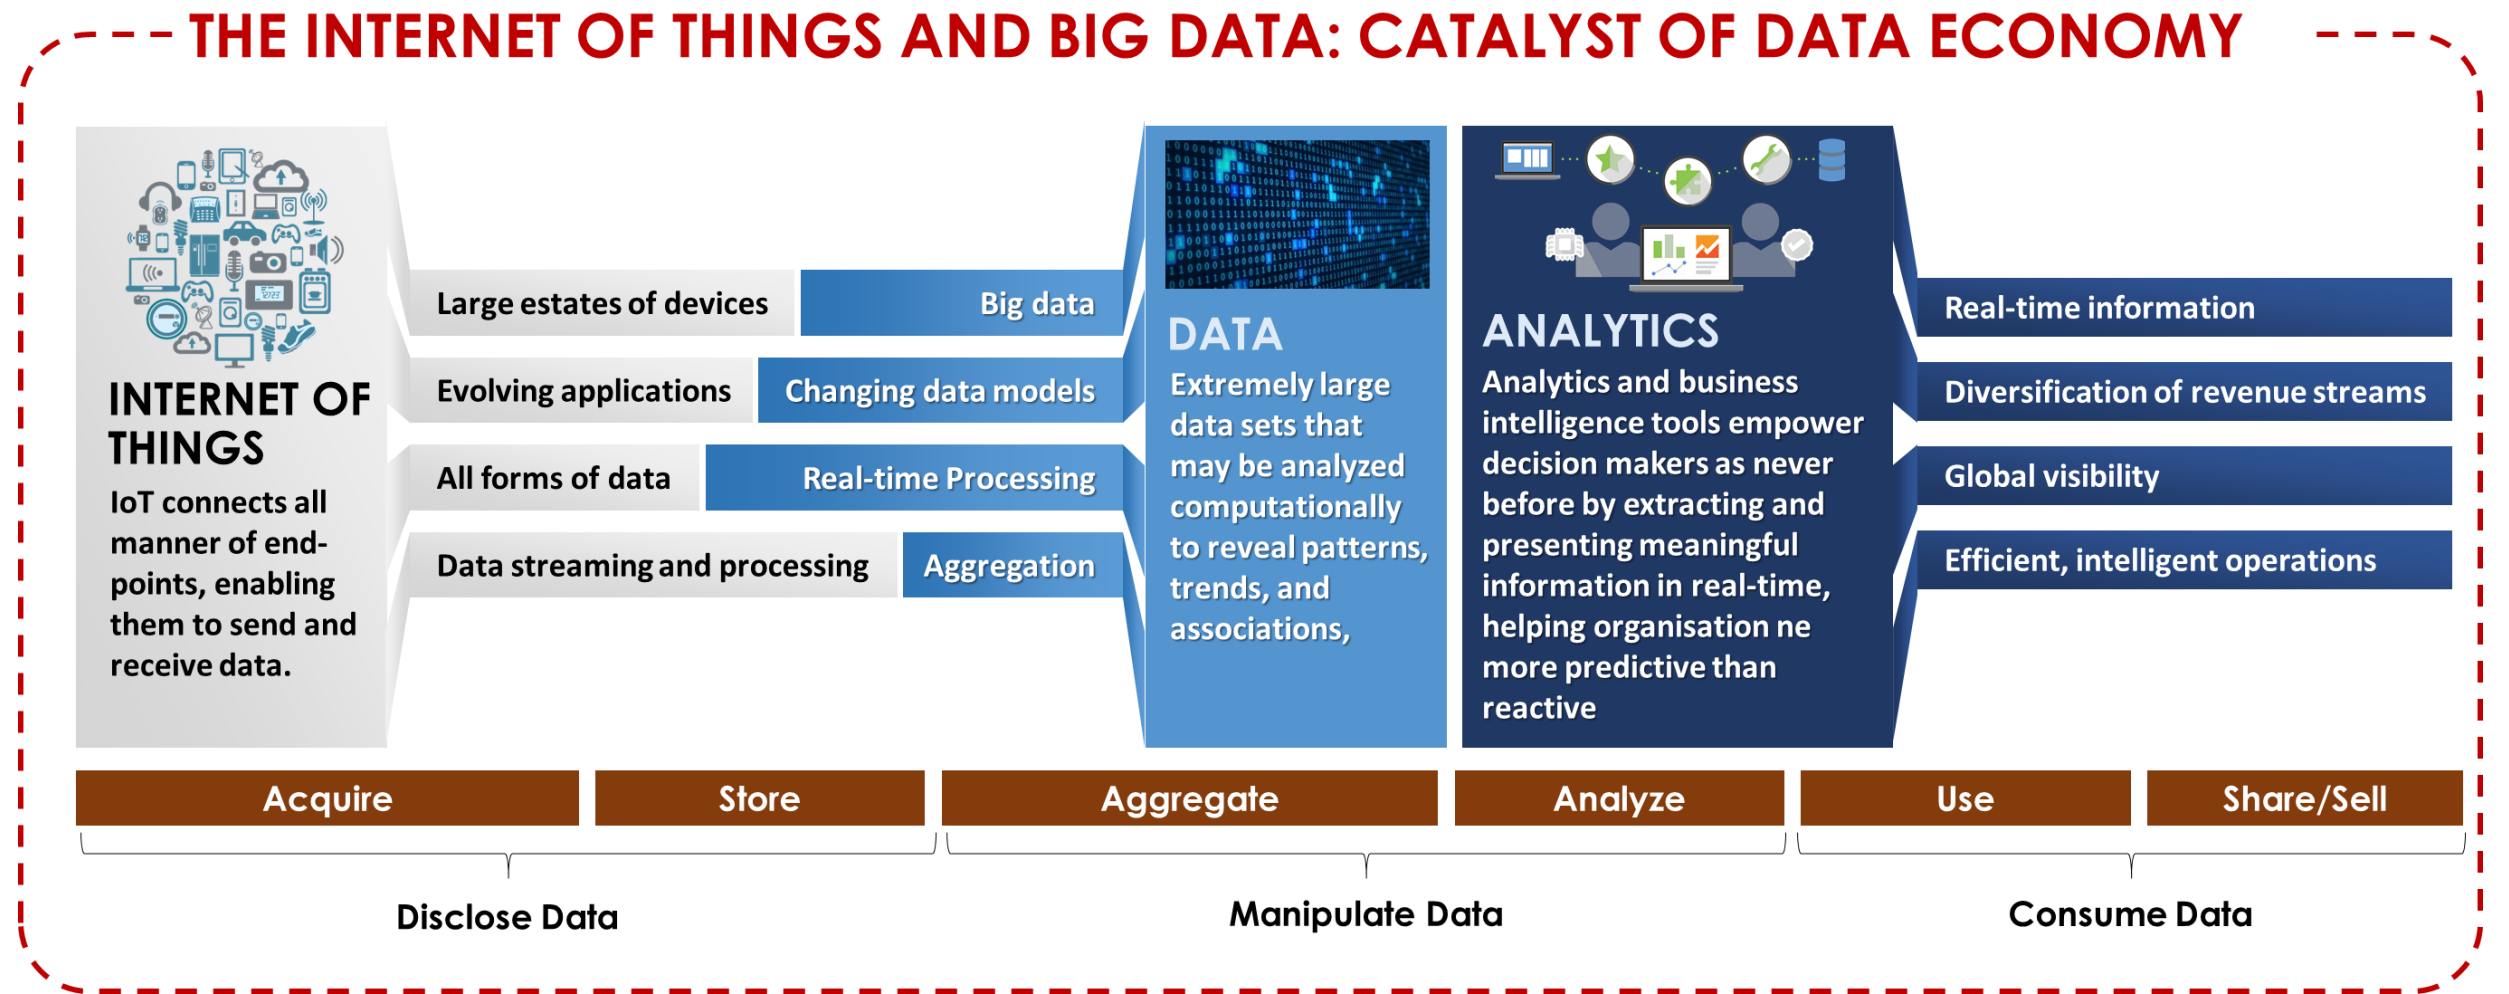 THE INTERNET OF THINGS AND BIG DATA: CATALYST OF DATA ECONOMY
INTERNET OF
THINGS
IoT connects all
manner of end-
points, enabling
them to send and
receive data.
Large estates of devices
Big data
Evolving applications
Changing data models
All forms of data
Real-time Processing
Data streaming and processing
Aggregation
DATA
Extremely large
data sets that
may be analyzed
computationally
to reveal patterns,
trends, and
associations,
ANALYTICS
Analytics and business
intelligence tools empower
decision makers as never
before by extracting and
presenting meaningful
information in real-time,
helping organisation ne
more predictive than
reactive
Real-time information
Diversification of revenue streams
Global visibility
Efficient, intelligent operations
Acquire
Store
Aggregate
Analyze
Use
Share/Sell
Disclose Data
Manipulate Data
Consume Data